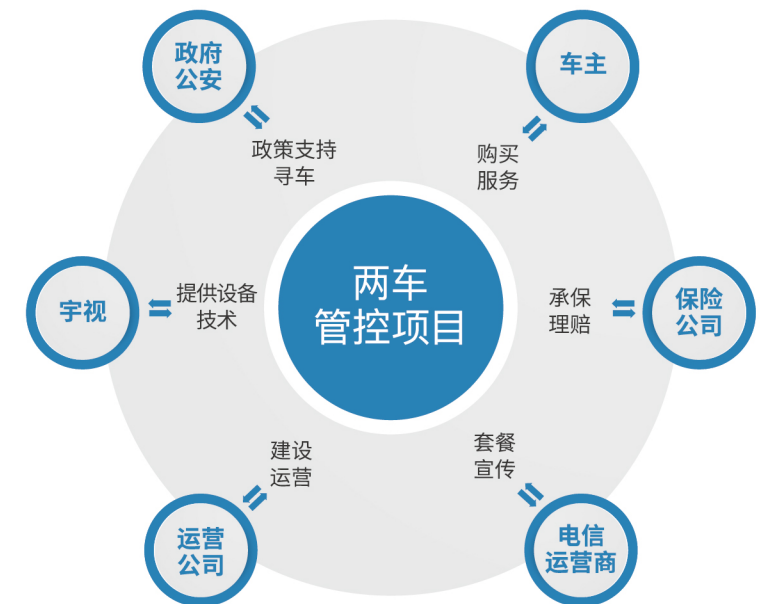 政府
公安
车主
政策支持
寻车
购买
服务
两车
管控项目
宇视
提供设备
技术
承保
理赔
保险
公司
建设
运营
套餐
宣传
运营
公司
电信
运营商